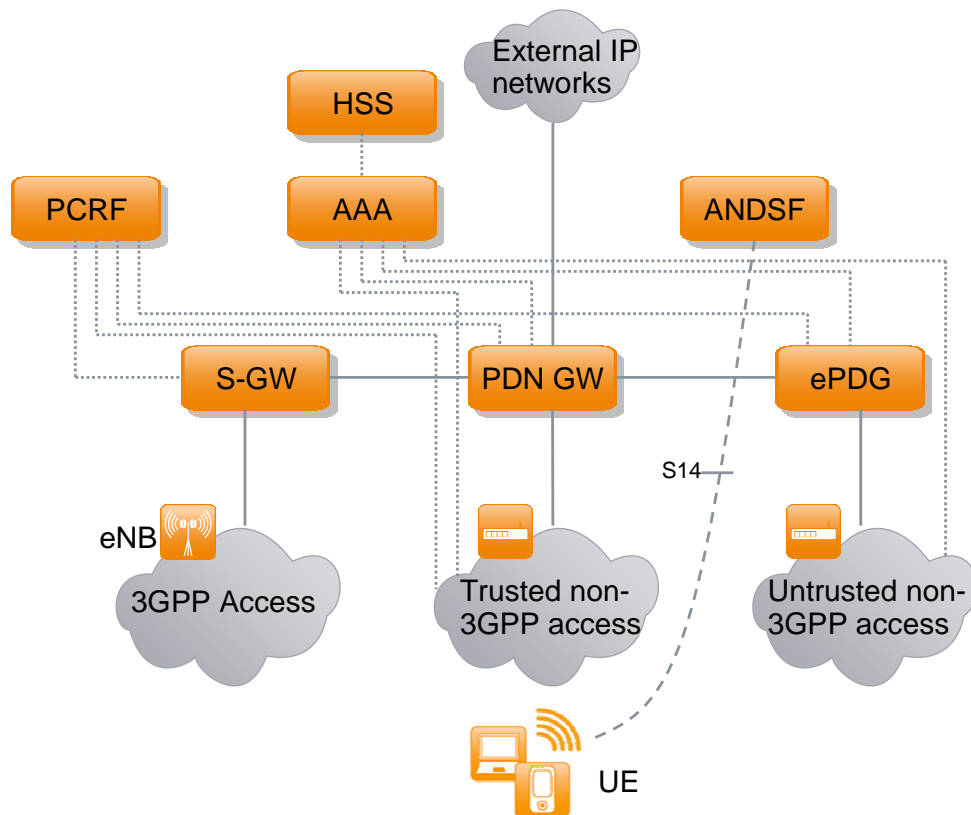 External IP
networks
HSS
PCRF
AAA
ANDSF
S-GW
PDN GW
ePDG
S14
eNB
3GPP Access
Trusted non-
3GPP access
Untrusted non-
3GPP access
UE